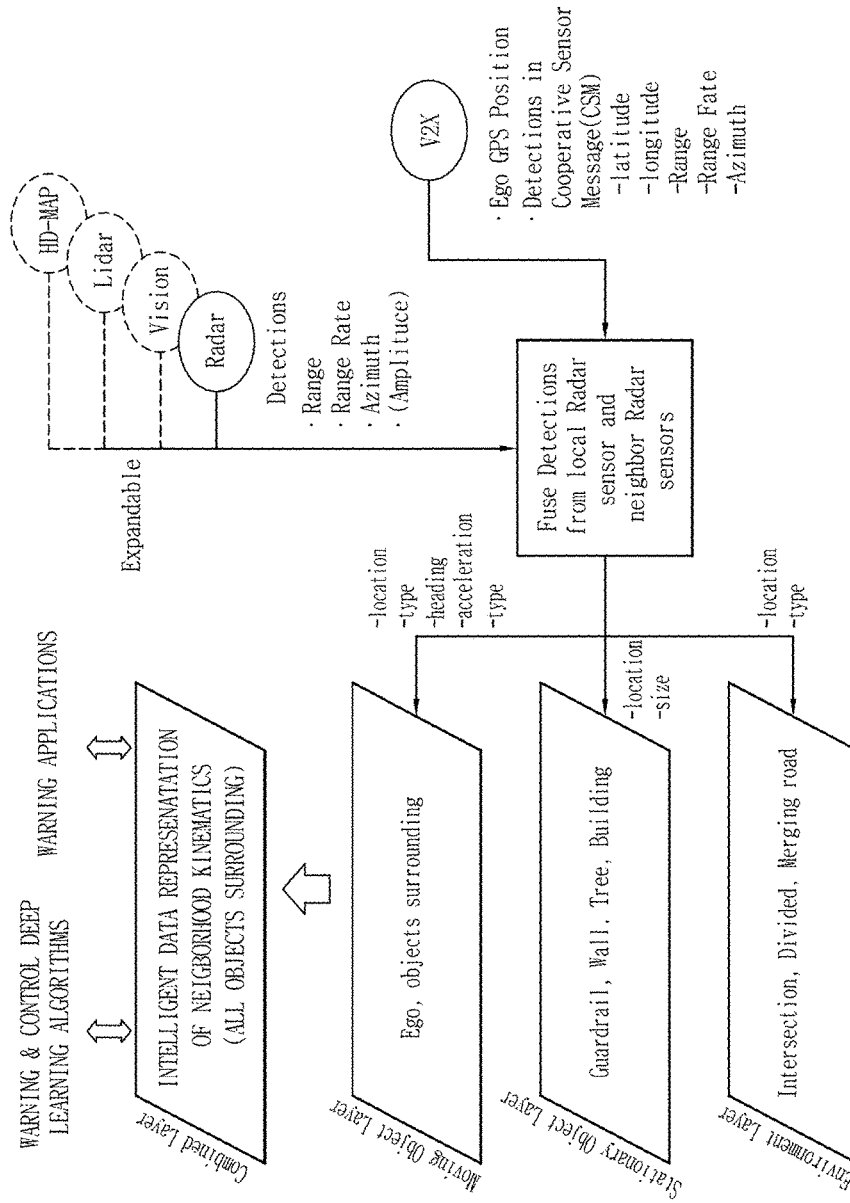 WARNING & CONTROL DEEP
LEARNING ALGORITHMS
WARNING APPLICATIONS
INTELLIGENT DATA REPRESENATATION
OF NEIGBORHOOD KINEMATICS
(ALL OBJECTS SURROUNDING)
Combined Layer
Ego, objects surrounding
Moving Object Layer
Guardrail, Wall, Tree, Building
Stationary Object Layer
Intersection, Divided, Merging road
Environment Layer
-location
-type
-heading
-acceleration
-type
-location
-size
-location
-type
Expandable
HD-MAP
Lidar
Vision
Radar
Detections
· Range
· Range Rate
· Azimuth
· (Amplituce)
Fuse Detections
from local Radar
sensor and
neighbor Radar
sensors
V2X
· Ego GPS Position
· Detections in
Cooperative Sensor
Message(CSM)
-latitude
-longitude
-Range
-Range Fate
-Azimuth